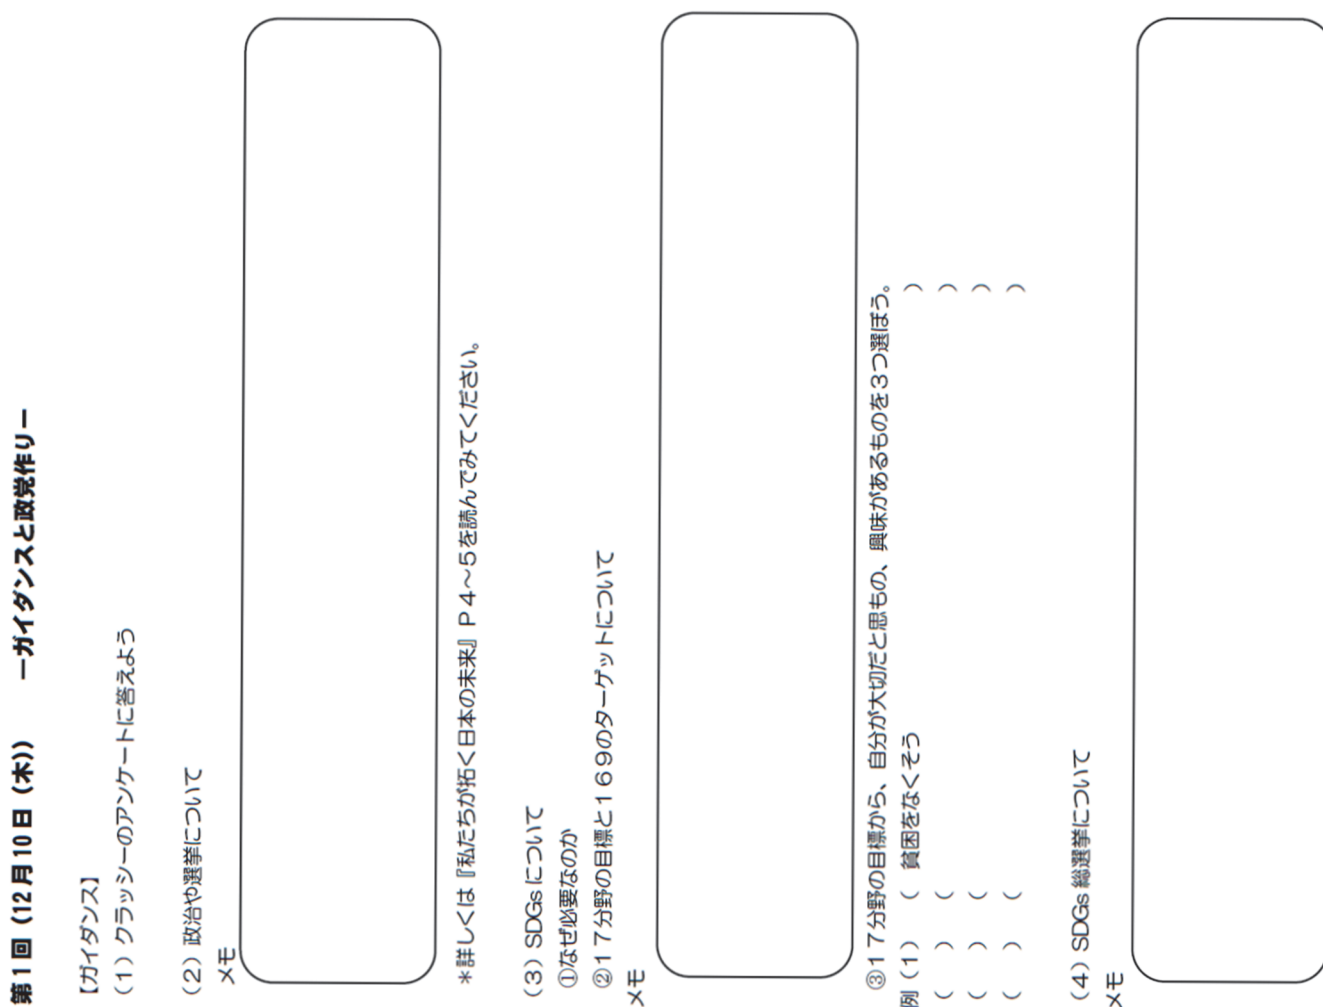 第1回（12月10日（木））　―ガイダンスと政党作り―
【ガイダンス】
（1）クラッシーのアンケートに答えよう
（2）政治や選挙について
メモ
＊詳しくは『私たちが拓く日本の未来』P4～5を読んでみてください。
（3）SDGsについて
①なぜ必要なのか
②17分野の目標と169のターゲットについて
メモ
③17分野の目標から、自分が大切だと思もの、興味があるものを3つ選ぼう。
例（1）（　貧困をなくそう　）
（　）（　）
（　）（　）
（　）（　）
（4）SDGs総選挙について
メモ